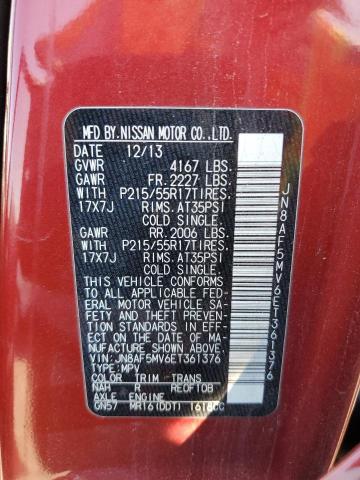 MFD.BY.NISSAN MOTOR CO.,LTD.
DATE 12/13
GVWR 4167 LBS.
GAWR FR. 2227 LBS.
WITH P215/55R17TIRES.
17X7J RIMS.AT35PSI
COLD SINGLE.
GAWR RR. 2006 LBS.
WITH P215/55R17TIRES.
17X7J RIMS.AT35PSI
COLD SINGLE.
THIS VEHICLE CONFORMS
TO ALL APPLICABLE FED-
ERAL MOTOR VEHICLE SA-
FETY AND THEFT PREVEN-
TION STANDARDS IN EFF-
ECT ON THE DATE OF MA-
NUFACTURE SHOWN ABOVE.
VIN:JN8AF5MV6ET361376
TYPE:MPV
COLOR TRIM TRANS
NAH R RE0F10B
AXLE ENGINE
GN57 MR16(DDT) 1618CC
JN8AF5MV6ET361376